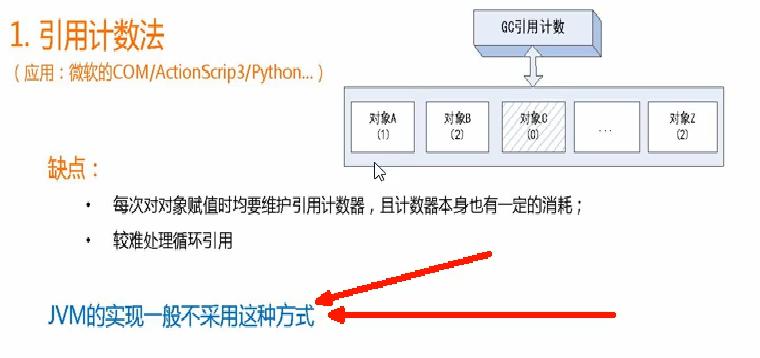 1. 引用计数法
（应用：微软的COM/ActionScrip3/Python...）
GC引用计数
对象A
(1)
对象B
(2)
对象C
(0)
...
对象Z
(2)
缺点：
• 每次对对象赋值时均要维护引用计数器，且计数器本身也有一定的消耗；
• 较难处理循环引用
JVM的实现一般不采用这种方式